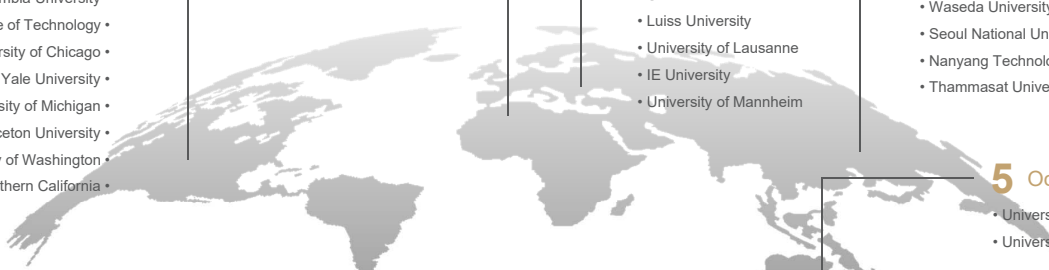 University
e of Technology •
rsity of Chicago •
Yale University •
sity of Michigan •
ceton University •
y of Washington •
thern California •
• Luiss University
• University of Lausanne
• IE University
• University of Mannheim
• Waseda University
• Seoul National Un
• Nanyang Technolo
• Thammasat Unive
5 Oc
• Univers
• Univers